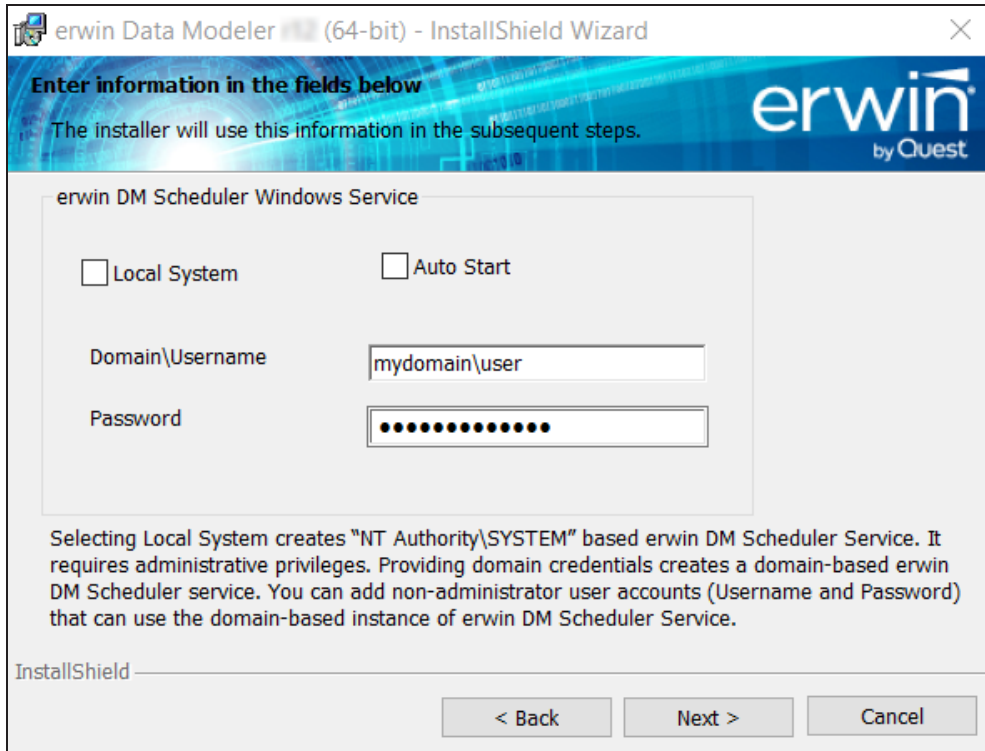 erwin Data Modeler (64-bit) - InstallShield Wizard
Enter information in the fields below
The installer will use this information in the subsequent steps.
erwin
by Quest
erwin DM Scheduler Windows Service
Local System
Auto Start
Domain\Username
mydomain\user
Password
•••••••••••••
Selecting Local System creates “NT Authority\SYSTEM” based erwin DM Scheduler Service. It
requires administrative privileges. Providing domain credentials creates a domain-based erwin
DM Scheduler service. You can add non-administrator user accounts (Username and Password)
that can use the domain-based instance of erwin DM Scheduler Service.
InstallShield
< Back
Next >
Cancel